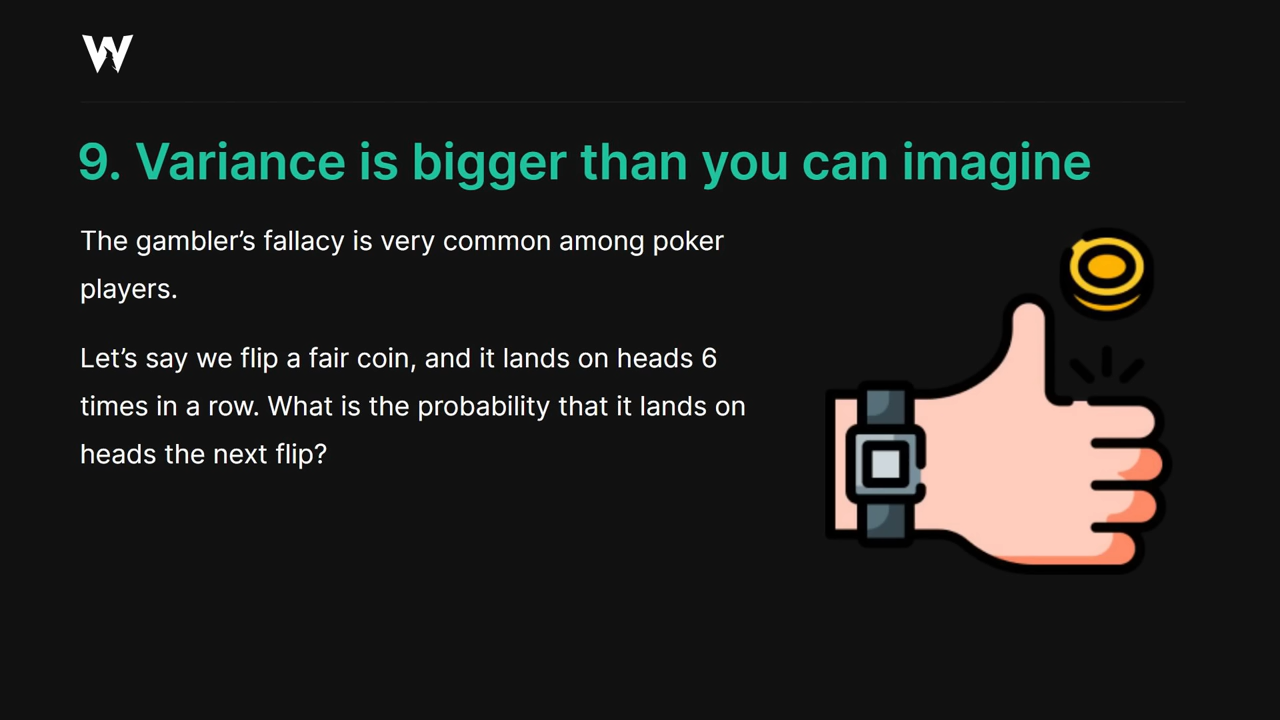 W
9. Variance is bigger than you can imagine
The gambler’s fallacy is very common among poker
players.
Let’s say we flip a fair coin, and it lands on heads 6
times in a row. What is the probability that it lands on
heads the next flip?